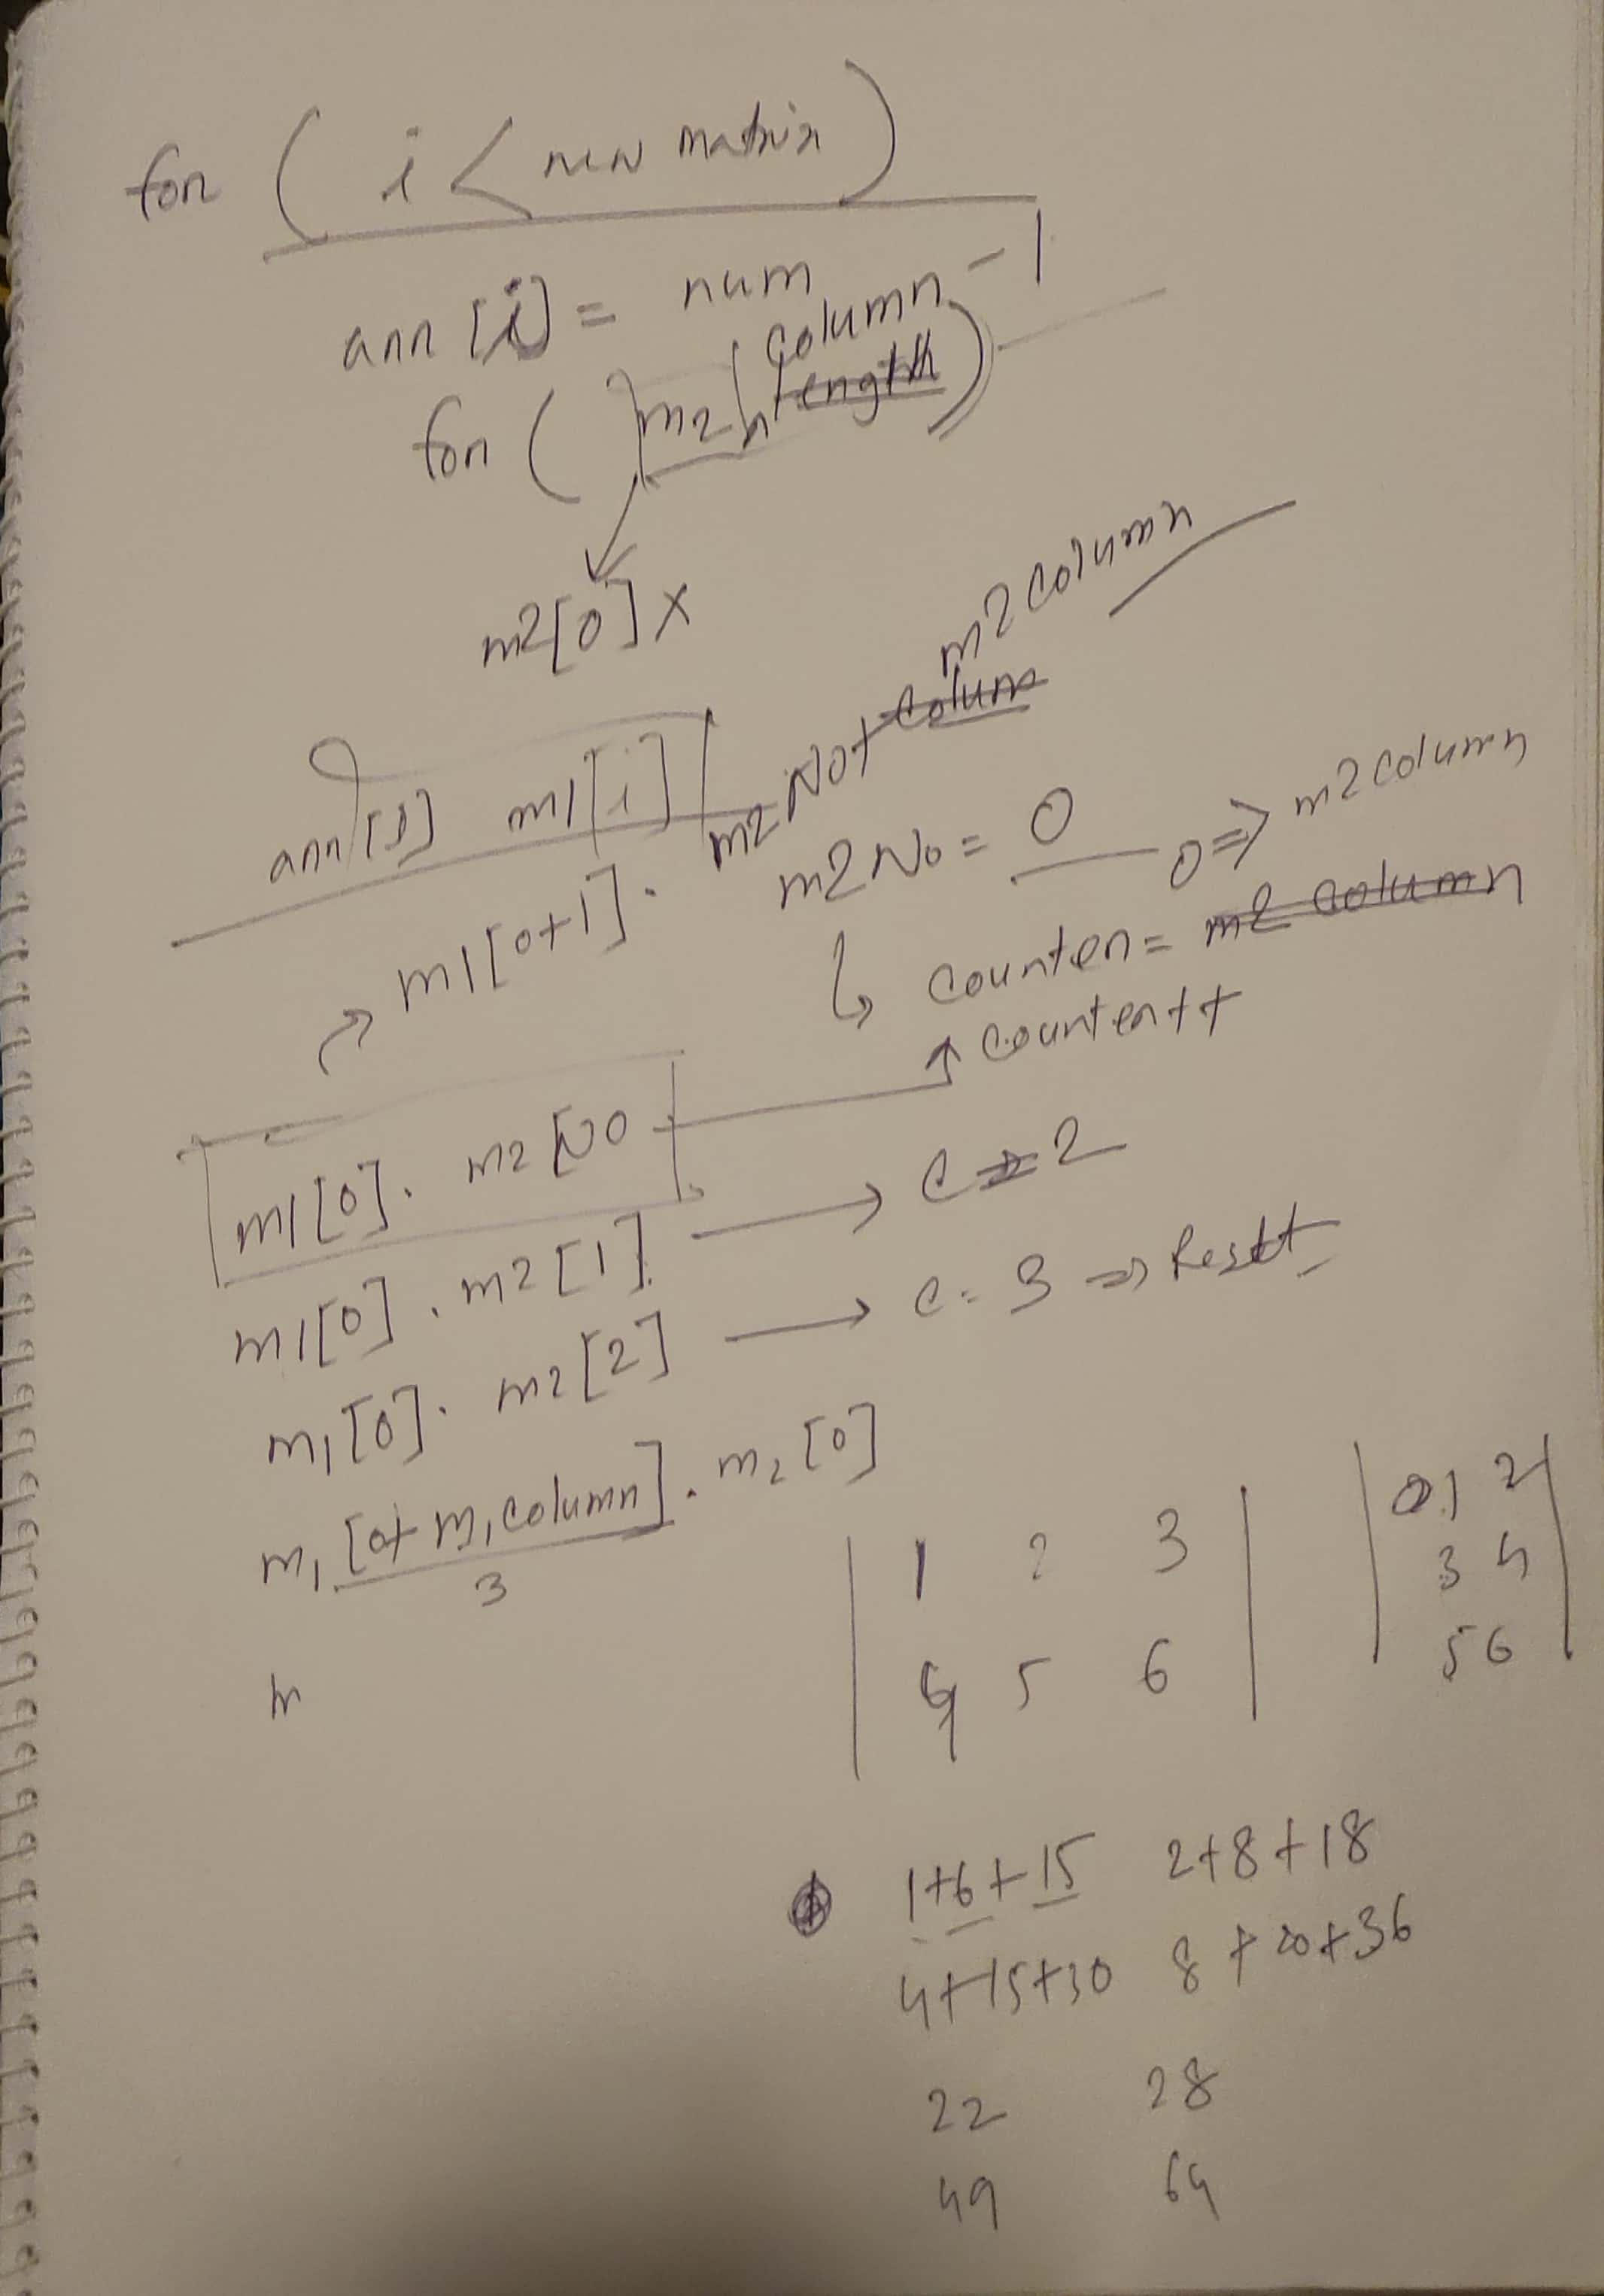 for ( i < new matrix )
arr [i] = num
column - 1
for ( m2 length )
m2[0] x
m2 column
arr[i] m1[i] m2 No + colum
m1[0+1] .
m2 No = 0 0 => m2 column
counter = m2 column
counter++
m1[0] . m2 [No
m1[0] . m2 [1] → c = 2
m1[0] . m2 [2] → c = 3 => Reset
m1 [0+ m1 column] . m2 [0]
3
1 2 3
4 5 6
1 2
3 4
5 6
1+6+15 2+8+18
4+15+30 8+20+36
22 28
49 64